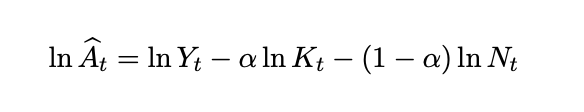 ln Â_t = ln Y_t − α ln K_t − (1 − α) ln N_t